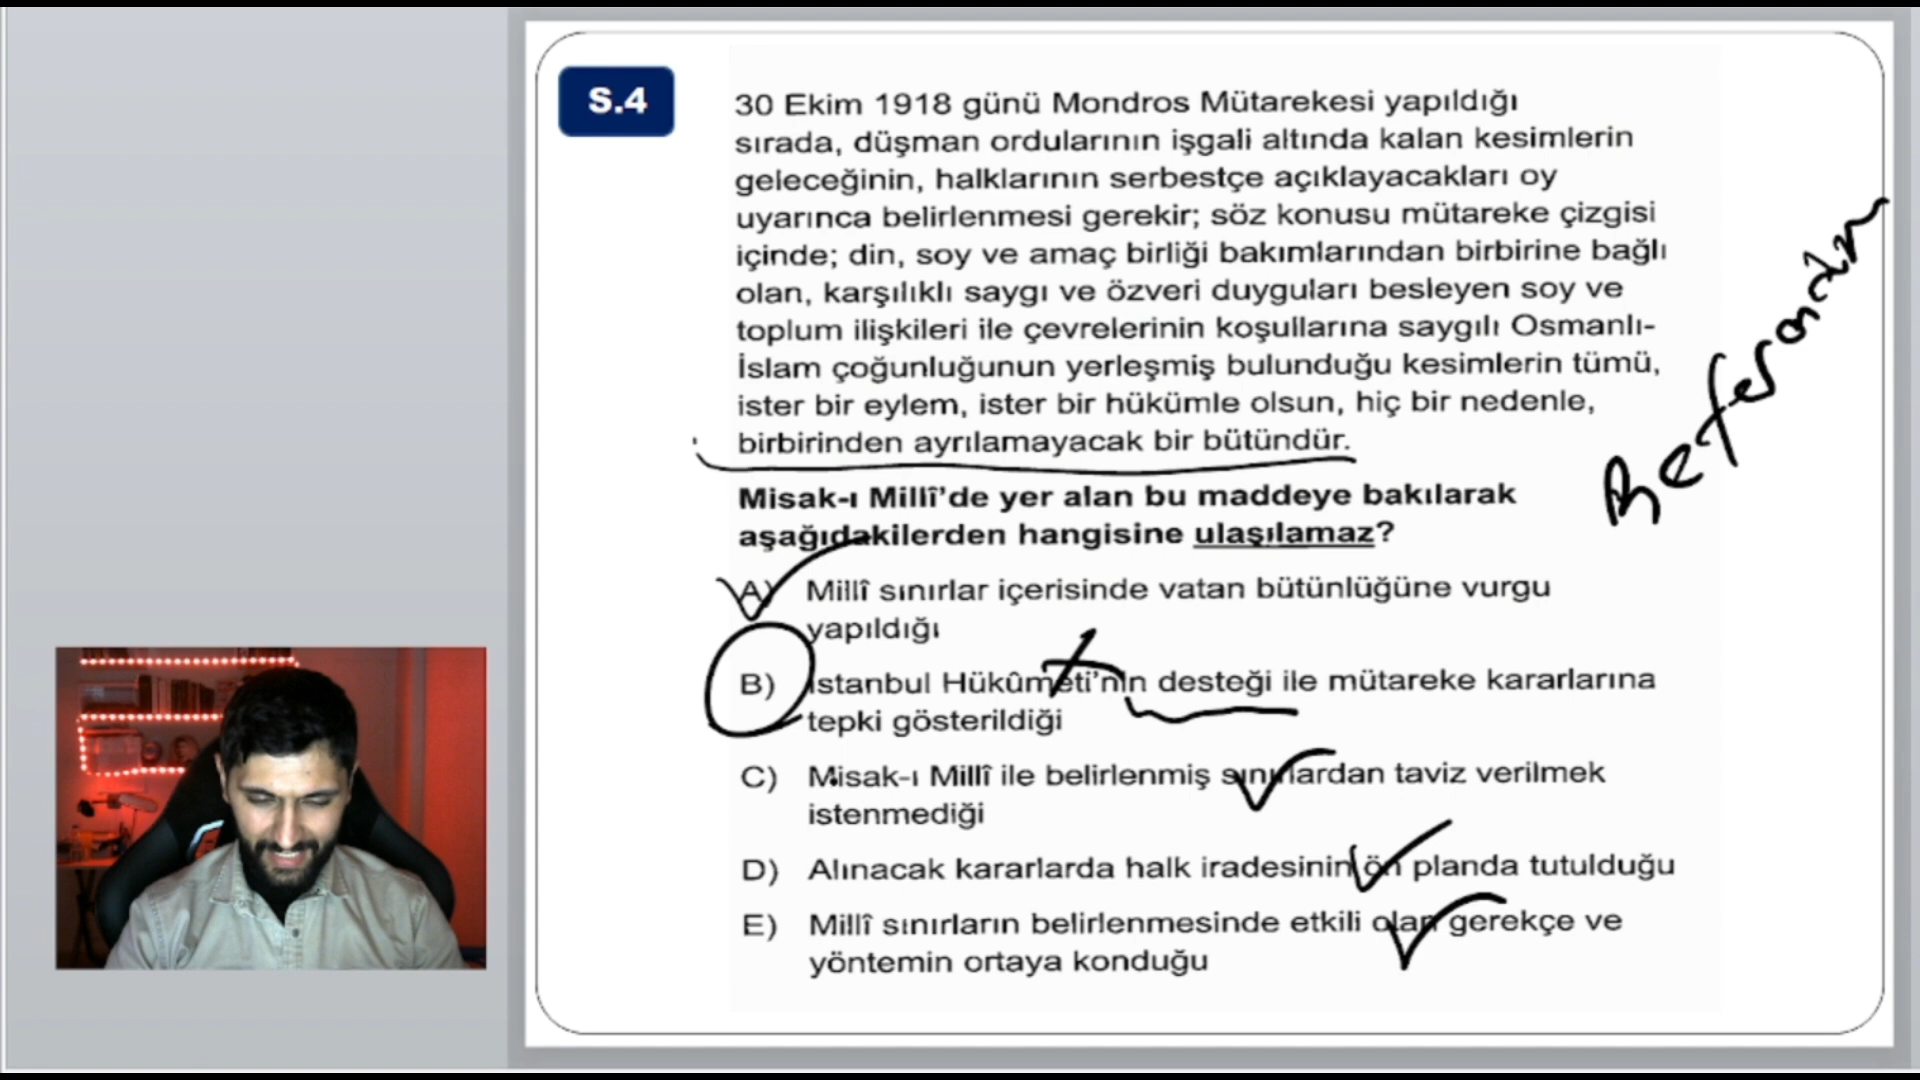 S.4
30 Ekim 1918 günü Mondros Mütarekesi yapıldığı
sırada, düşman ordularının işgali altında kalan kesimlerin
geleceğinin, halklarının serbestçe açıklayacakları oy
uyarınca belirlenmesi gerekir; söz konusu mütareke çizgisi
içinde; din, soy ve amaç birliği bakımlarından birbirine bağlı
olan, karşılıklı saygı ve özveri duyguları besleyen soy ve
toplum ilişkileri ile çevrelerinin koşullarına saygılı Osmanlı-
İslam çoğunluğunun yerleşmiş bulunduğu kesimlerin tümü,
ister bir eylem, ister bir hükümle olsun, hiç bir nedenle,
birbirinden ayrılamayacak bir bütündür.
Referandum
Misak-ı Millî’de yer alan bu maddeye bakılarak
aşağıdakilerden hangisine ulaşılamaz?
A) Millî sınırlar içerisinde vatan bütünlüğüne vurgu
yapıldığı
B) İstanbul Hükûmeti’nin desteği ile mütareke kararlarına
tepki gösterildiği
C) Misak-ı Millî ile belirlenmiş sınırlardan taviz verilmek
istenmediği
D) Alınacak kararlarda halk iradesinin ön planda tutulduğu
E) Millî sınırların belirlenmesinde etkili olan gerekçe ve
yöntemin ortaya konduğu